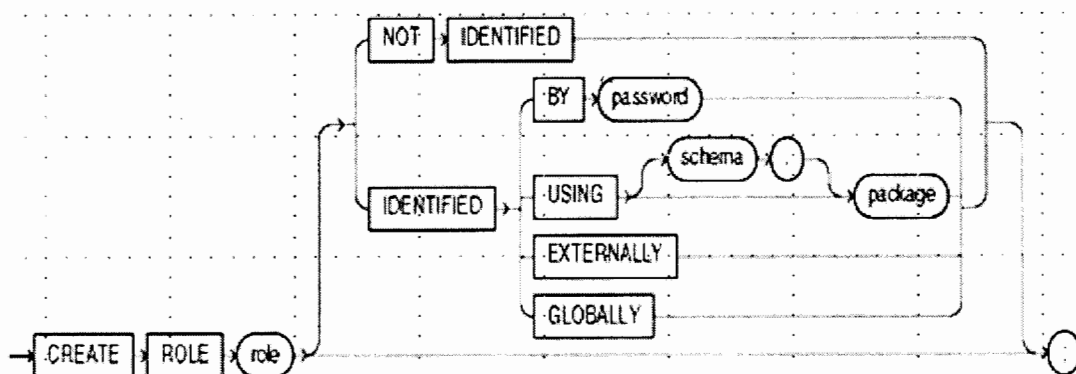 NOT IDENTIFIED
BY password
schema .
USING package
IDENTIFIED
EXTERNALLY
GLOBALLY
CREATE ROLE role ;